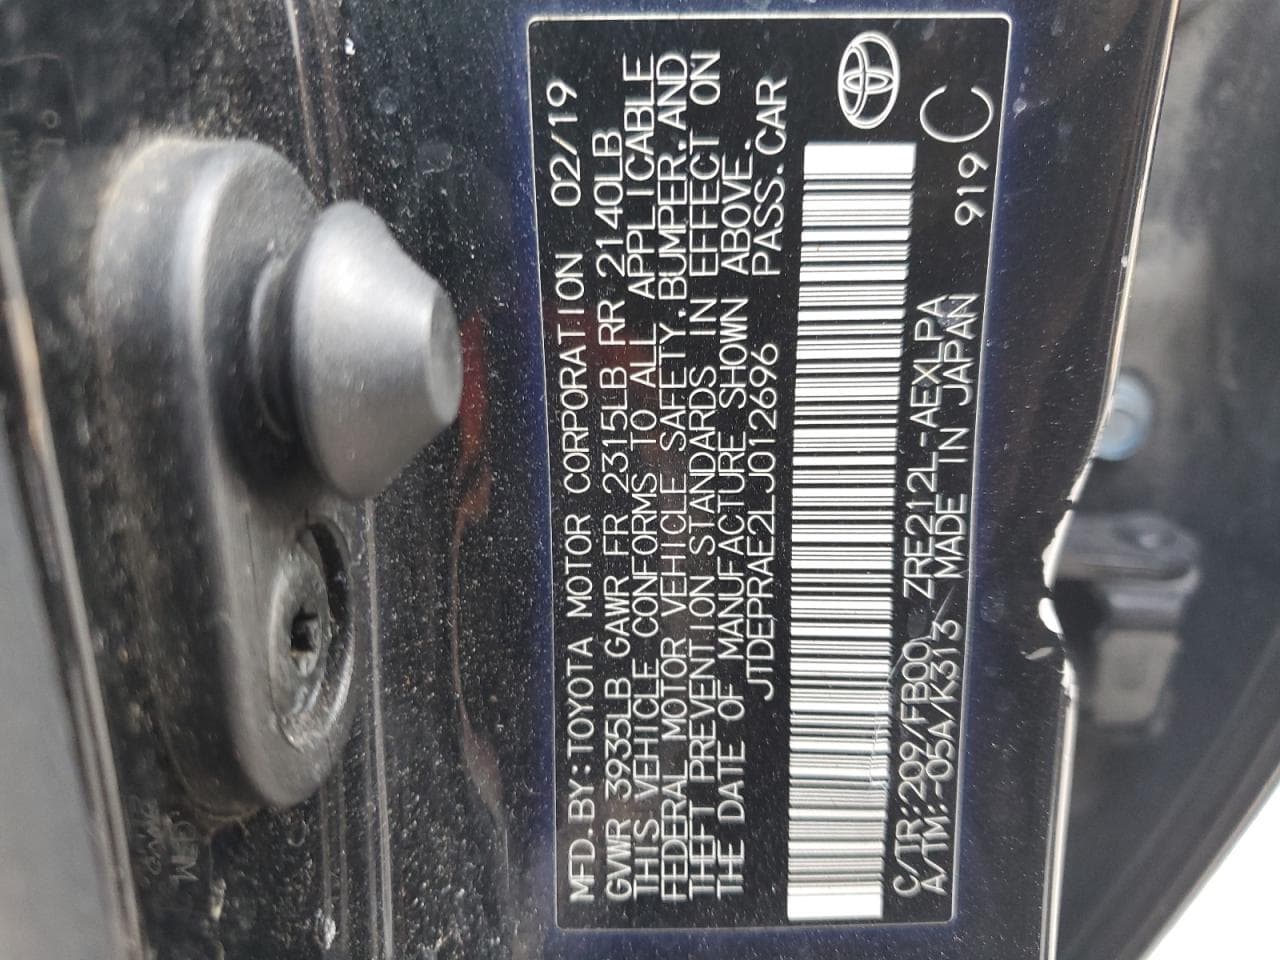 MFD.BY:TOYOTA MOTOR CORPORATION 02/19
GVWR 3935LB GAWR FR 2315LB RR 2140LB
THIS VEHICLE CONFORMS TO ALL APPLICABLE
FEDERAL MOTOR VEHICLE SAFETY,BUMPER,AND
THEFT PREVENTION STANDARDS IN EFFECT ON
THE DATE OF MANUFACTURE SHOWN ABOVE.
JTDEPRAE2LJ012696 PASS.CAR
C/TR:209/FB00 ZRE212L-AEXLPA
A/TM:-05A/K313 MADE IN JAPAN 919 C